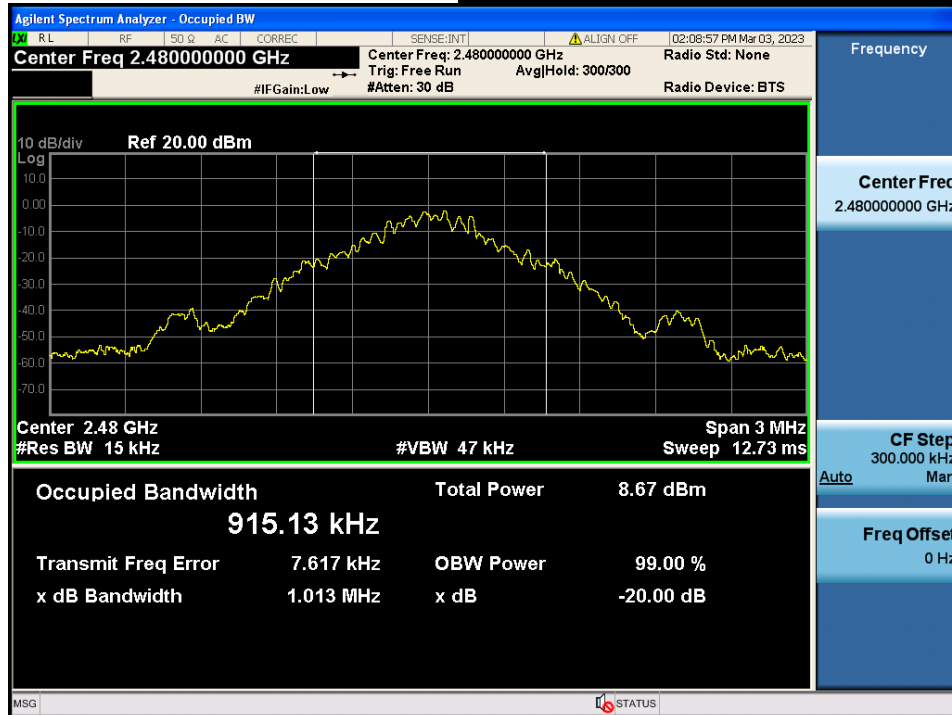 Agilent Spectrum Analyzer - Occupied BW
LXI RL RF 50 Ω AC CORREC SENSE:INT ALIGN OFF 02:08:57 PM Mar 03, 2023
Center Freq 2.480000000 GHz
Center Freq: 2.480000000 GHz
Radio Std: None
Trig: Free Run Avg|Hold: 300/300
#IFGain:Low
#Atten: 30 dB
Radio Device: BTS
10 dB/div Ref 20.00 dBm
Log
10.0
0.00
-10.0
-20.0
-30.0
-40.0
-50.0
-60.0
-70.0
Center 2.48 GHz Span 3 MHz
#Res BW 15 kHz #VBW 47 kHz Sweep 12.73 ms
Occupied Bandwidth Total Power 8.67 dBm
915.13 kHz
Transmit Freq Error 7.617 kHz OBW Power 99.00 %
x dB Bandwidth 1.013 MHz x dB -20.00 dB
Frequency
Center Freq
2.480000000 GHz
CF Step
300.000 kHz
Auto Man
Freq Offset
0 Hz
MSG STATUS